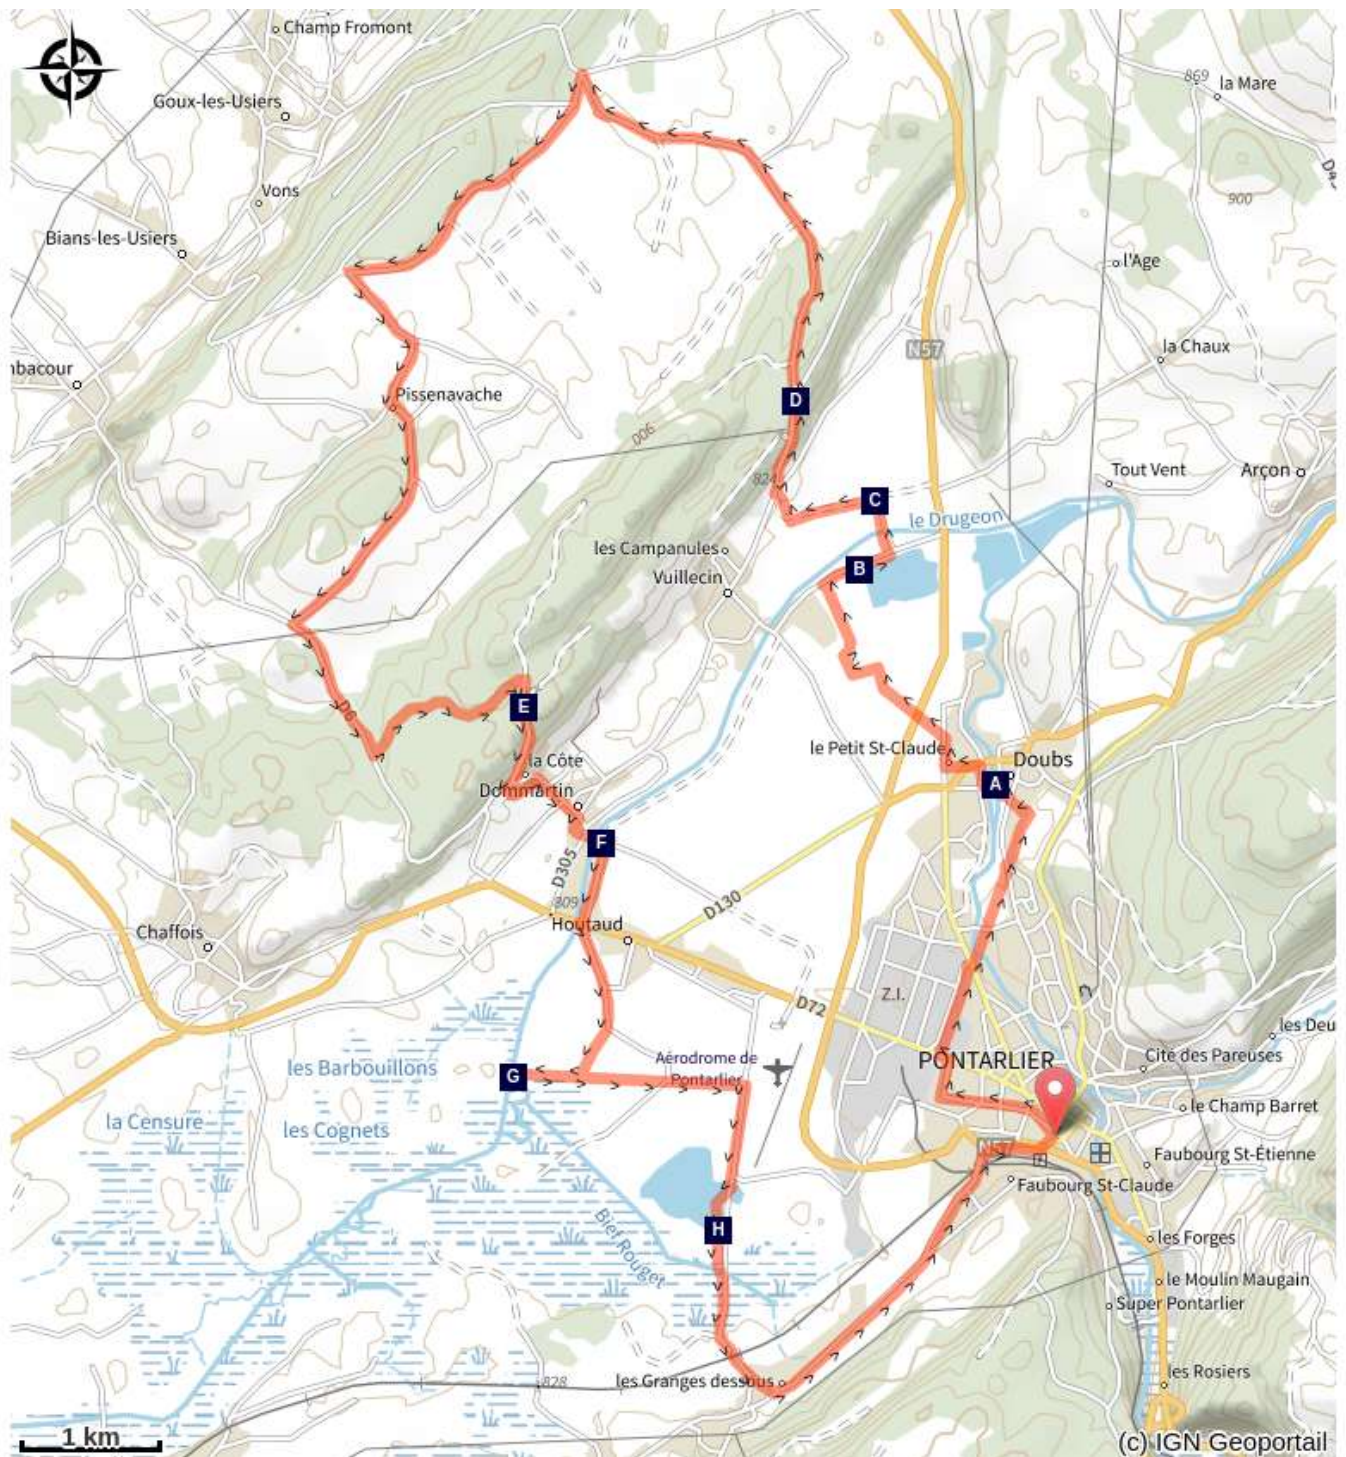 Champ Fromont
869
la Mare
Goux-les-Usiers
Vons
900
Bians-les-Usiers
l'Age
N57
la Chaux
nbacour
Pissenavache
D
006
Tout Vent
Arçon
824
C
le Drugeon
les Campanules
B
Vuillecin
D6
E
le Petit St-Claude
Doubs
la Côte
A
Dommartin
F
D305
809
D130
Houtaud
Chaffois
Z.I.
D72
les Deu
Aérodrome de
Pontarlier
PONTARLIER
Cité des Pareuses
les Barbouillons
G
la Censure
les Cognets
le Champ Barret
N57
Faubourg St-Étienne
Faubourg St-Claude
Bief Rouget
H
les Forges
le Moulin Maugain
Super Pontarlier
les Granges dessous
828
les Rosiers
1 km
(c) IGN Geoportail